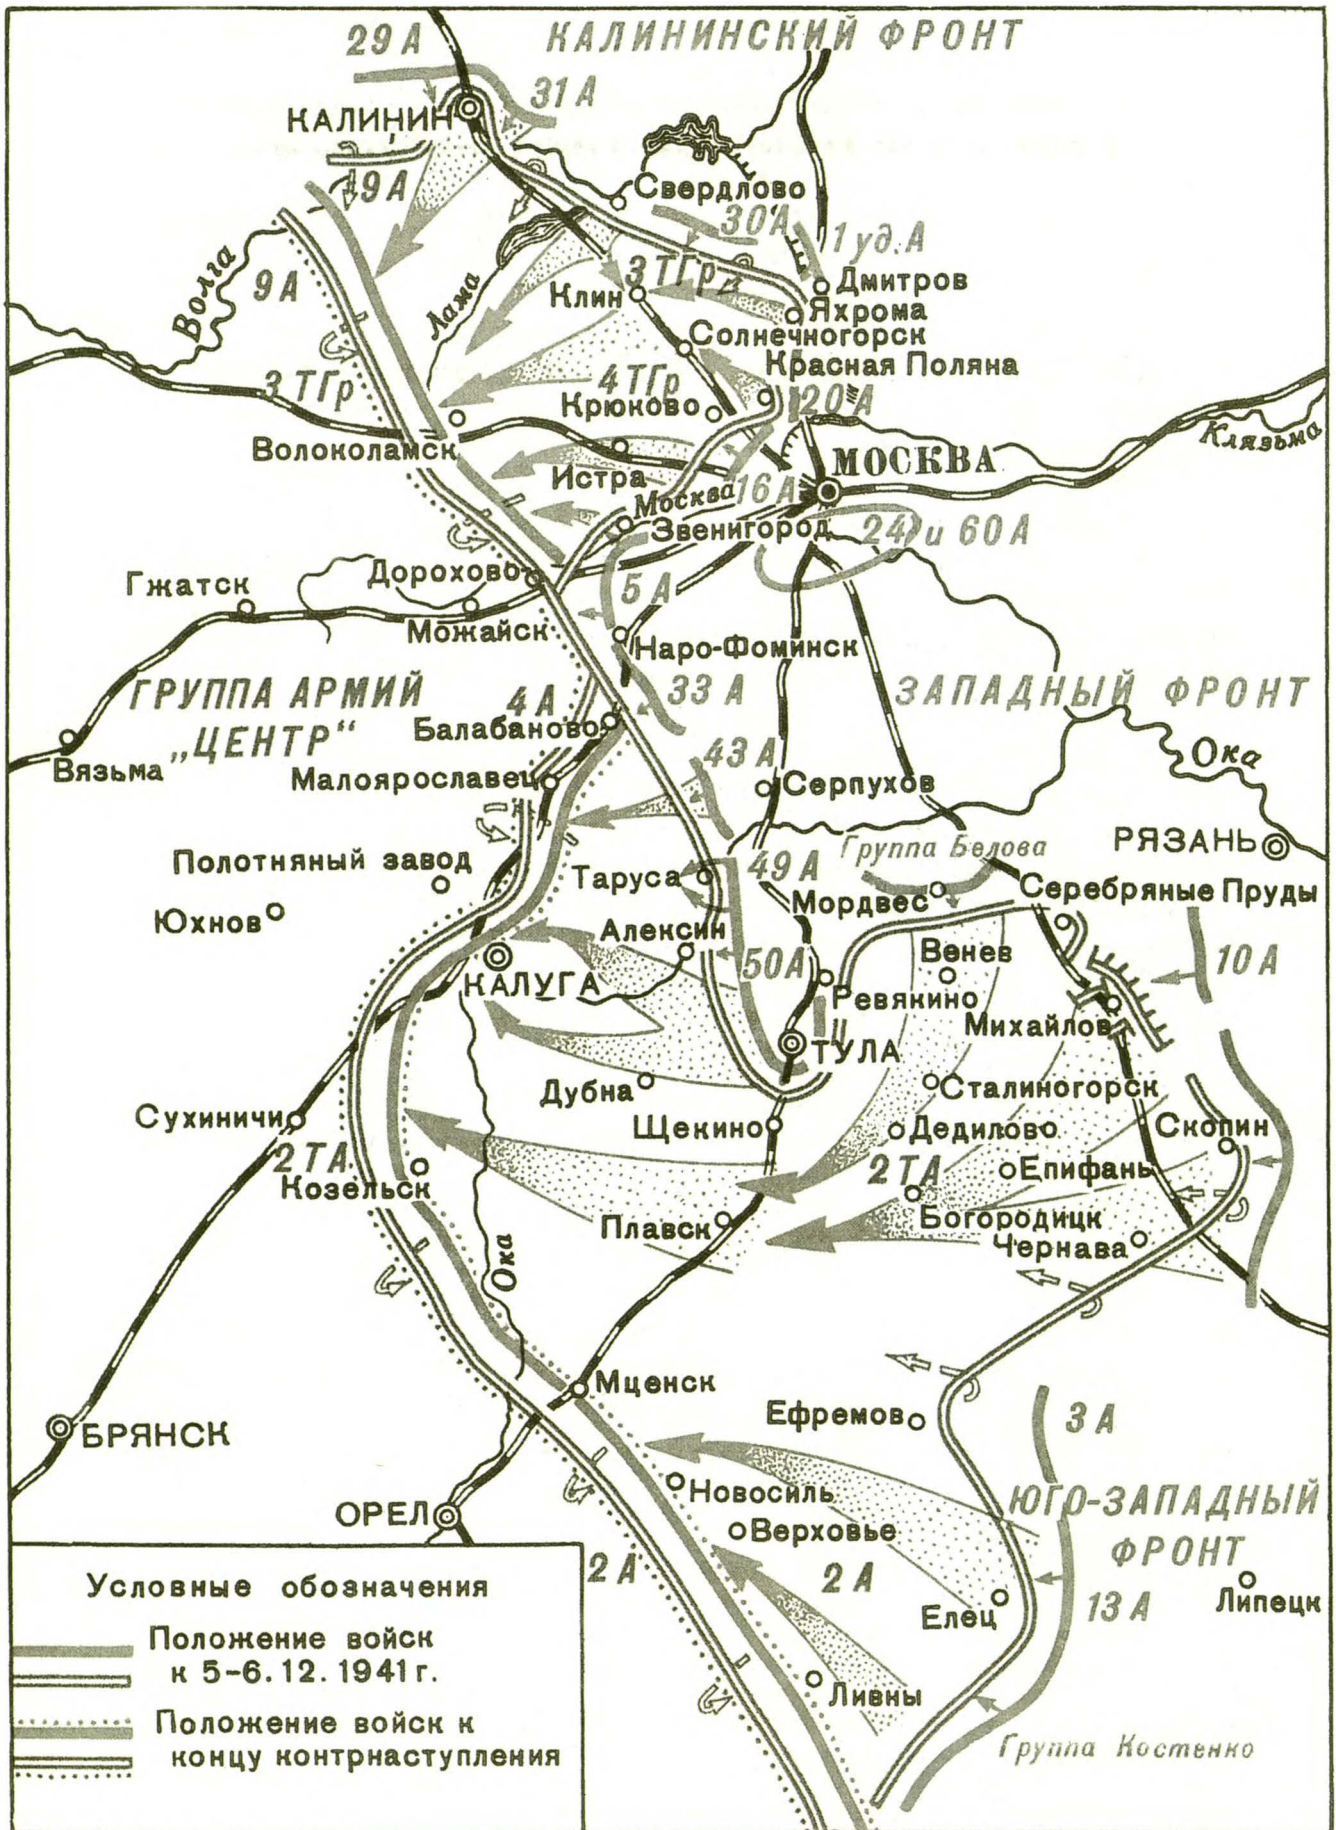 КАЛИНИНСКИЙ ФРОНТ
29 А
31 А
КАЛИНИН
9 А
Свердлово
30 А
1 уд. А
Волга
9 А
Лама
3 ТГр
Дмитров
Клин
Яхрома
Солнечногорск
Красная Поляна
3 ТГр
4 ТГр
Крюково
20 А
Клязьма
Волоколамск
МОСКВА
Истра
Москва
16 А
Звенигород
24 и 60 А
Дорохово
Гжатск
5 А
Можайск
Наро-Фоминск
ГРУППА АРМИЙ
„ЦЕНТР“
4 А
33 А
ЗАПАДНЫЙ ФРОНТ
Балабаново
Вязьма
Ока
43 А
Малоярославец
Серпухов
Полотняный завод
49 А
Группа Белова
РЯЗАНЬ
Таруса
Мордвес
Серебряные Пруды
Юхнов
Алексин
Венев
50 А
10 А
КАЛУГА
Ревякино
Михайлов
ТУЛА
Дубна
Сталиногорск
Сухиничи
Щекино
Дедилово
Скопин
2 ТА
Козельск
2 ТА
Епифань
Плавск
Богородицк
Чернава
Ока
Мценск
Ефремов
3 А
БРЯНСК
Новосиль
ЮГО-ЗАПАДНЫЙ
ФРОНТ
ОРЕЛ
Верховье
2 А
2 А
Елец
13 А
Липецк
Ливны
Группа Костенко
Условные обозначения
Положение войск
к 5-6. 12. 1941 г.
Положение войск к
концу контрнаступления